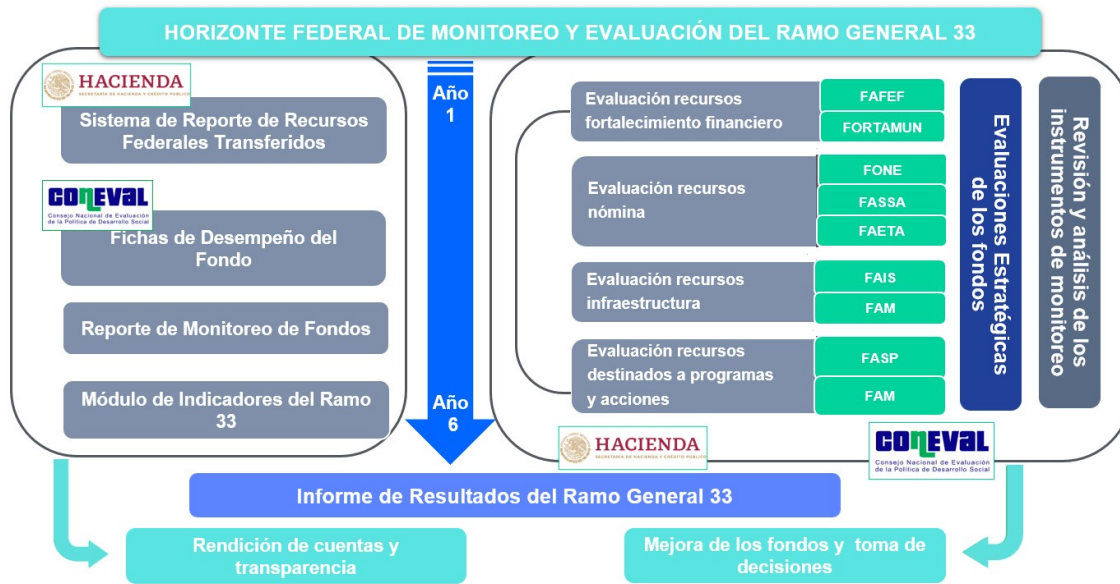 HORIZONTE FEDERAL DE MONITOREO Y EVALUACIÓN DEL RAMO GENERAL 33
HACIENDA
SECRETARÍA DE HACIENDA Y CRÉDITO PÚBLICO
Sistema de Reporte de Recursos
Federales Transferidos
CONEVAL
Consejo Nacional de Evaluación
de la Política de Desarrollo Social
Fichas de Desempeño del
Fondo
Reporte de Monitoreo de Fondos
Módulo de Indicadores del Ramo
33
Año
1
Año
6
Evaluación recursos
fortalecimiento financiero
FAFEF
FORTAMUN
Evaluación recursos
nómina
FONE
FASSA
FAETA
Evaluación recursos
infraestructura
FAIS
FAM
Evaluación recursos
destinados a programas
y acciones
FASP
FAM
Evaluaciones Estratégicas
de los fondos
Revisión y análisis de los
instrumentos de monitoreo
HACIENDA
SECRETARÍA DE HACIENDA Y CRÉDITO PÚBLICO
CONEVAL
Consejo Nacional de Evaluación
de la Política de Desarrollo Social
Informe de Resultados del Ramo General 33
Rendición de cuentas y
transparencia
Mejora de los fondos y toma de
decisiones